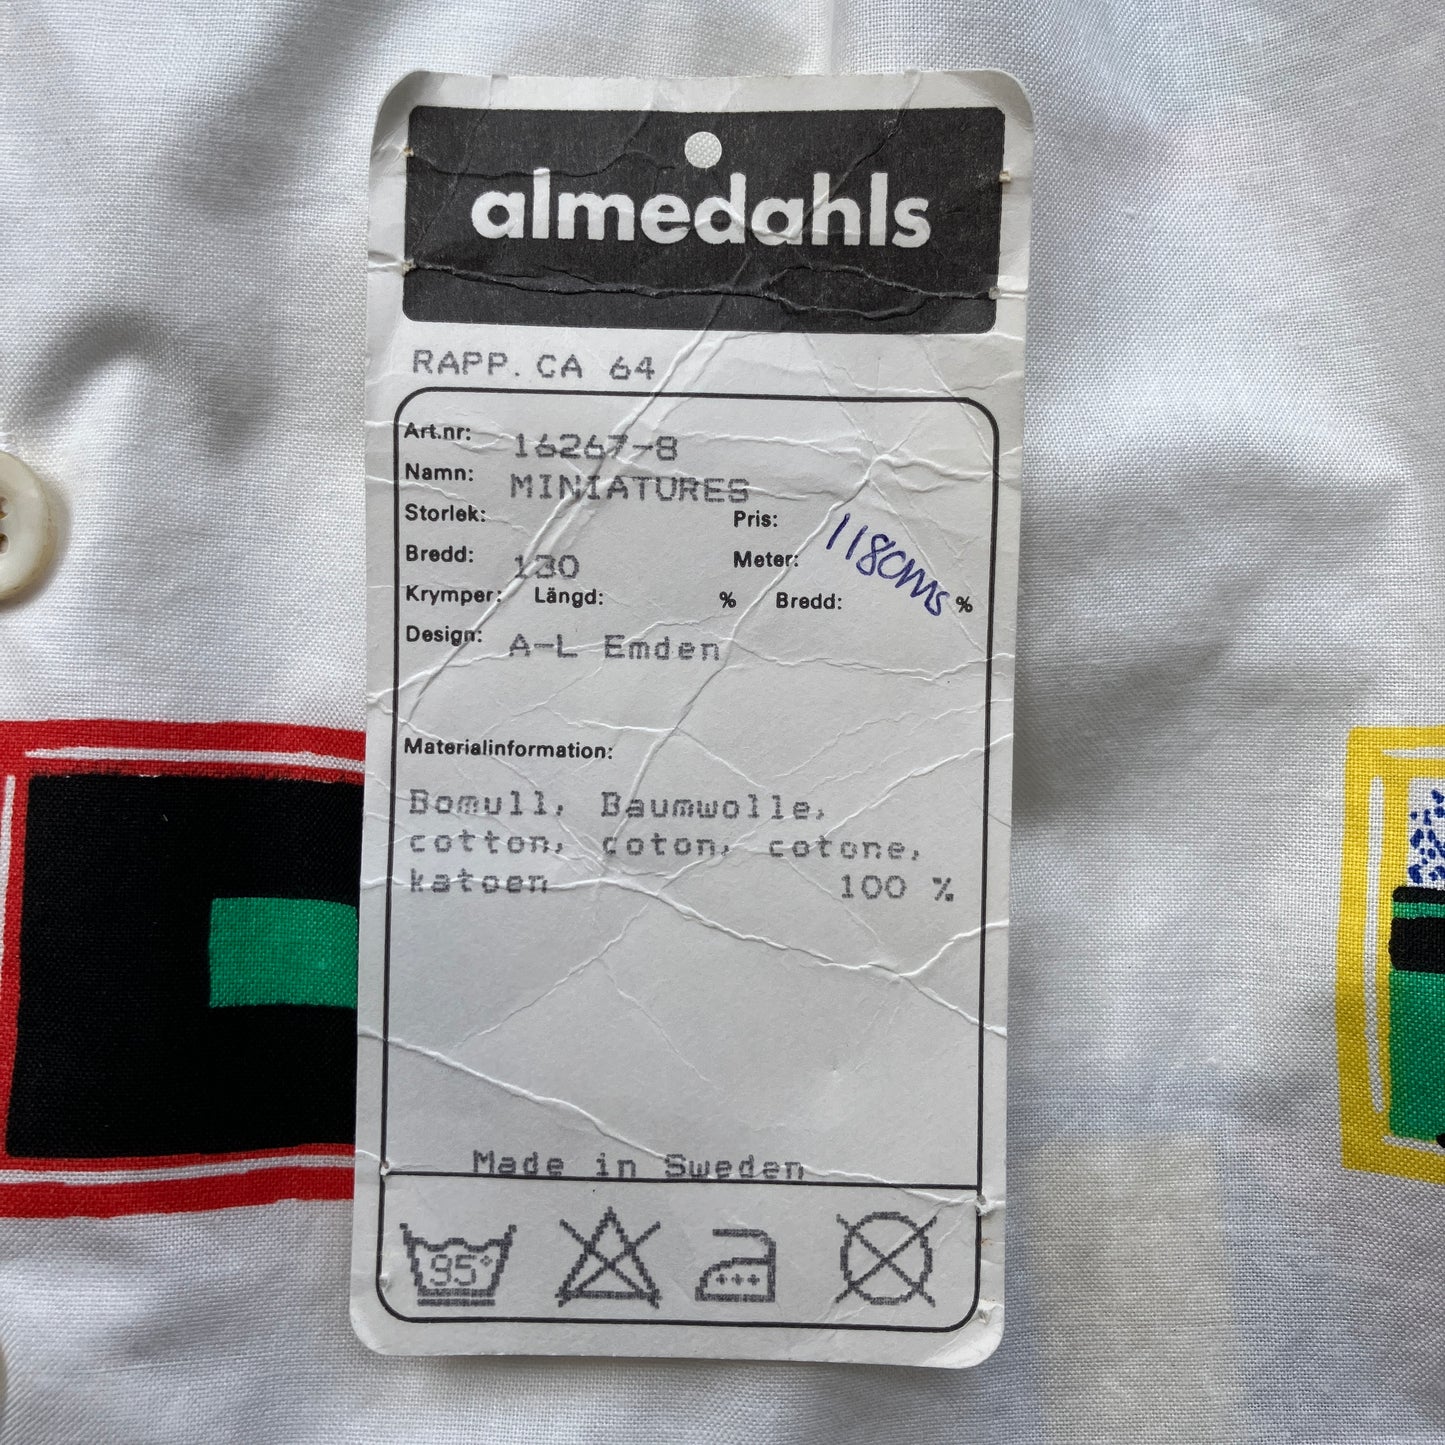 almedahls
RAPP. CA 64
Art.nr: 16267-8
Namn: MINIATURES
Storlek: Pris:
Bredd: 130 Meter:
Krymper: Längd: % Bredd: %
Design: A-L Emden
Materialinformation:
Bomull, Baumwolle,
cotton, coton, cotone,
katoen 100 %
Made in Sweden
95°